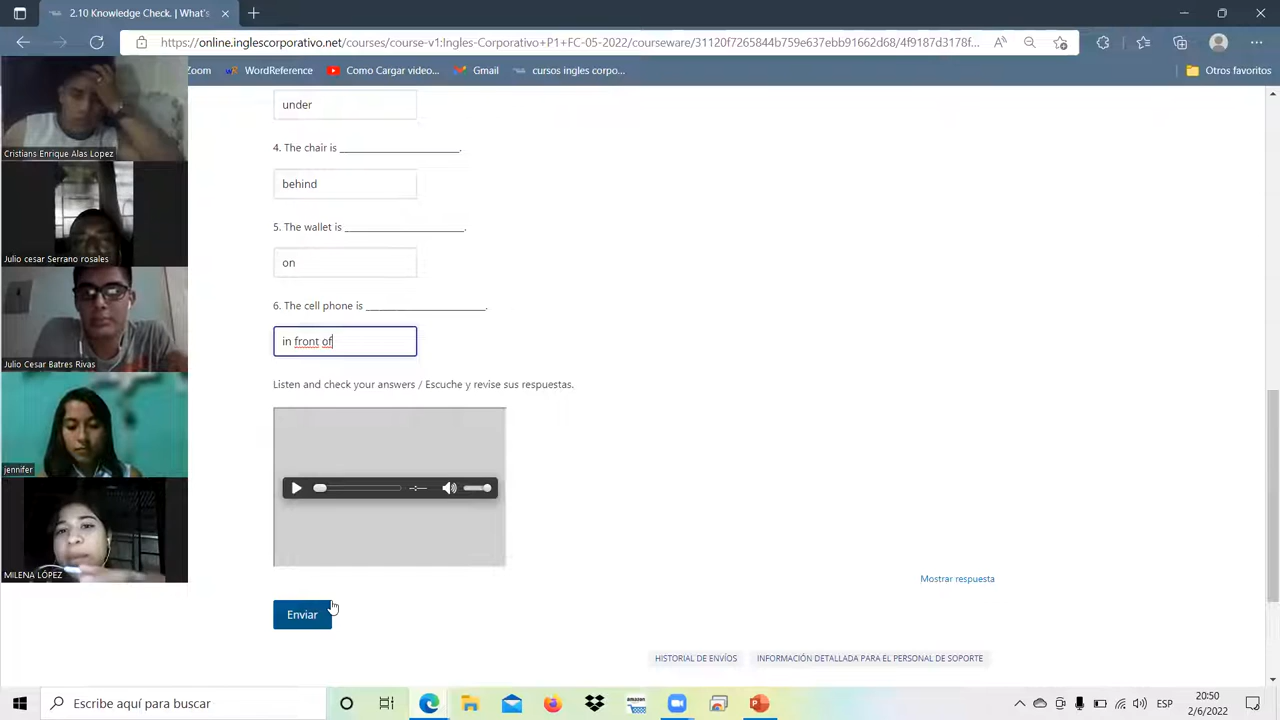 2.10 Knowledge Check. | What's
https://online.inglescorporativo.net/courses/course-v1:Ingles-Corporativo+P1+FC-05-2022/courseware/31120f7265844b759e637ebb91662d68/4f9187d3178f...
Zoom WordReference Como Cargar video... Gmail cursos ingles corpo... Otros favoritos
under
4. The chair is ____________________.
behind
5. The wallet is ____________________.
on
6. The cell phone is ____________________.
in front of
Listen and check your answers / Escuche y revise sus respuestas.
-:--
Mostrar respuesta
Enviar
HISTORIAL DE ENVÍOS INFORMACIÓN DETALLADA PARA EL PERSONAL DE SOPORTE
Cristians Enrique Alas Lopez
Julio cesar Serrano rosales
Julio Cesar Batres Rivas
jennifer
MILENA LÓPEZ
Escribe aquí para buscar
amazon
ESP
20:50
2/6/2022